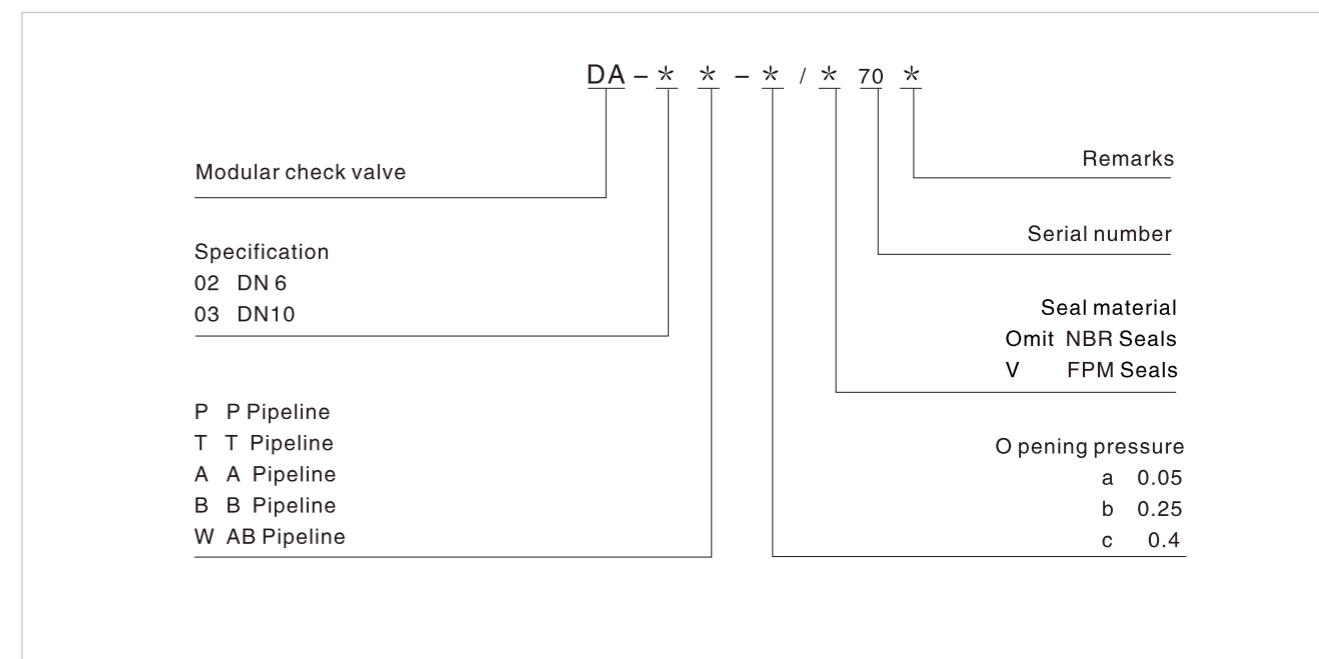 DA – * * – * / * 70 *
Modular check valve
Specification
02 DN 6
03 DN10
P P Pipeline
T T Pipeline
A A Pipeline
B B Pipeline
W AB Pipeline
Remarks
Serial number
Seal material
Omit NBR Seals
V FPM Seals
O pening pressure
a 0.05
b 0.25
c 0.4